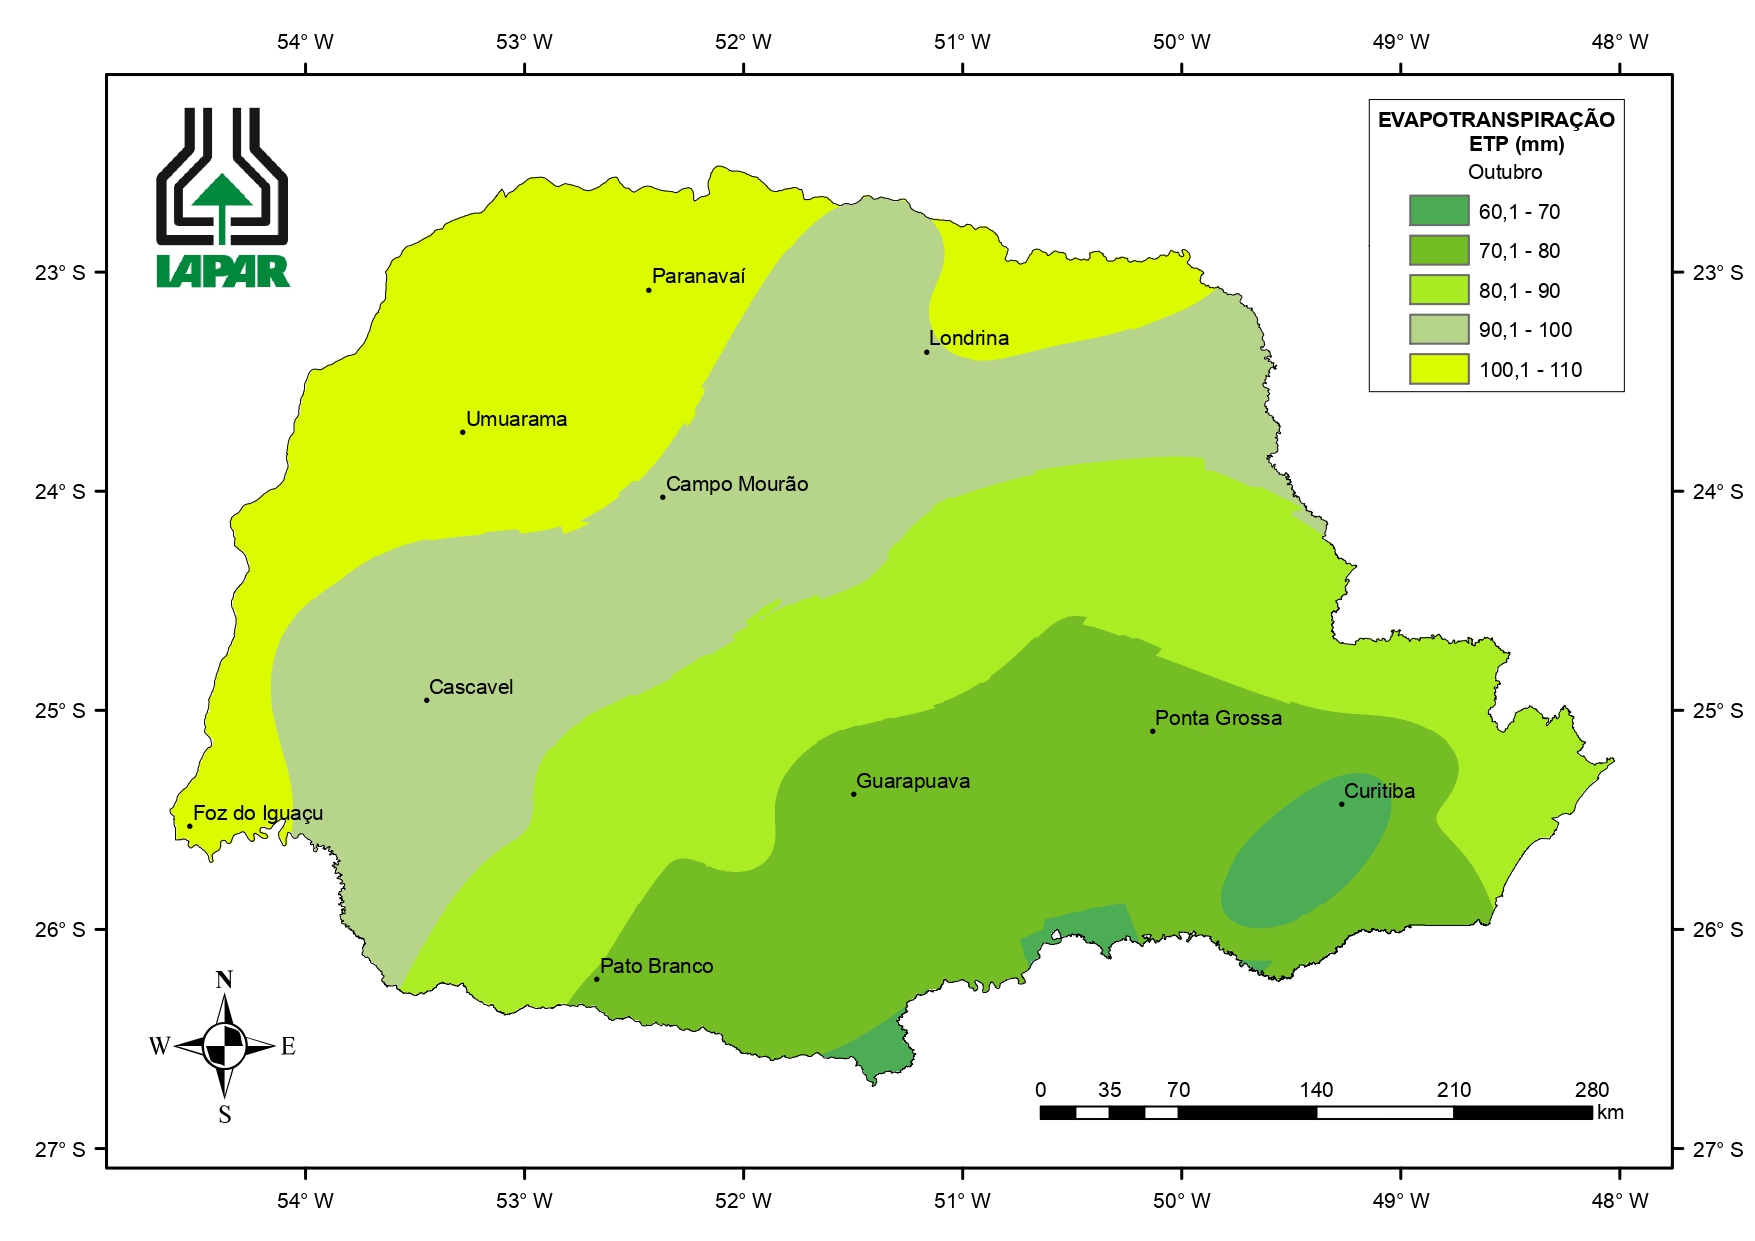 54° W 53° W 52° W 51° W 50° W 49° W 48° W
IAPAR
EVAPOTRANSPIRAÇÃO
ETP (mm)
Outubro
60,1 - 70
70,1 - 80
80,1 - 90
90,1 - 100
100,1 - 110
23° S 23° S
Paranavaí
Londrina
Umuarama
Campo Mourão
24° S 24° S
Cascavel
25° S 25° S
Ponta Grossa
Guarapuava
Curitiba
Foz do Iguaçu
26° S 26° S
Pato Branco
N
W E
S
0 35 70 140 210 280
km
27° S 27° S
54° W 53° W 52° W 51° W 50° W 49° W 48° W